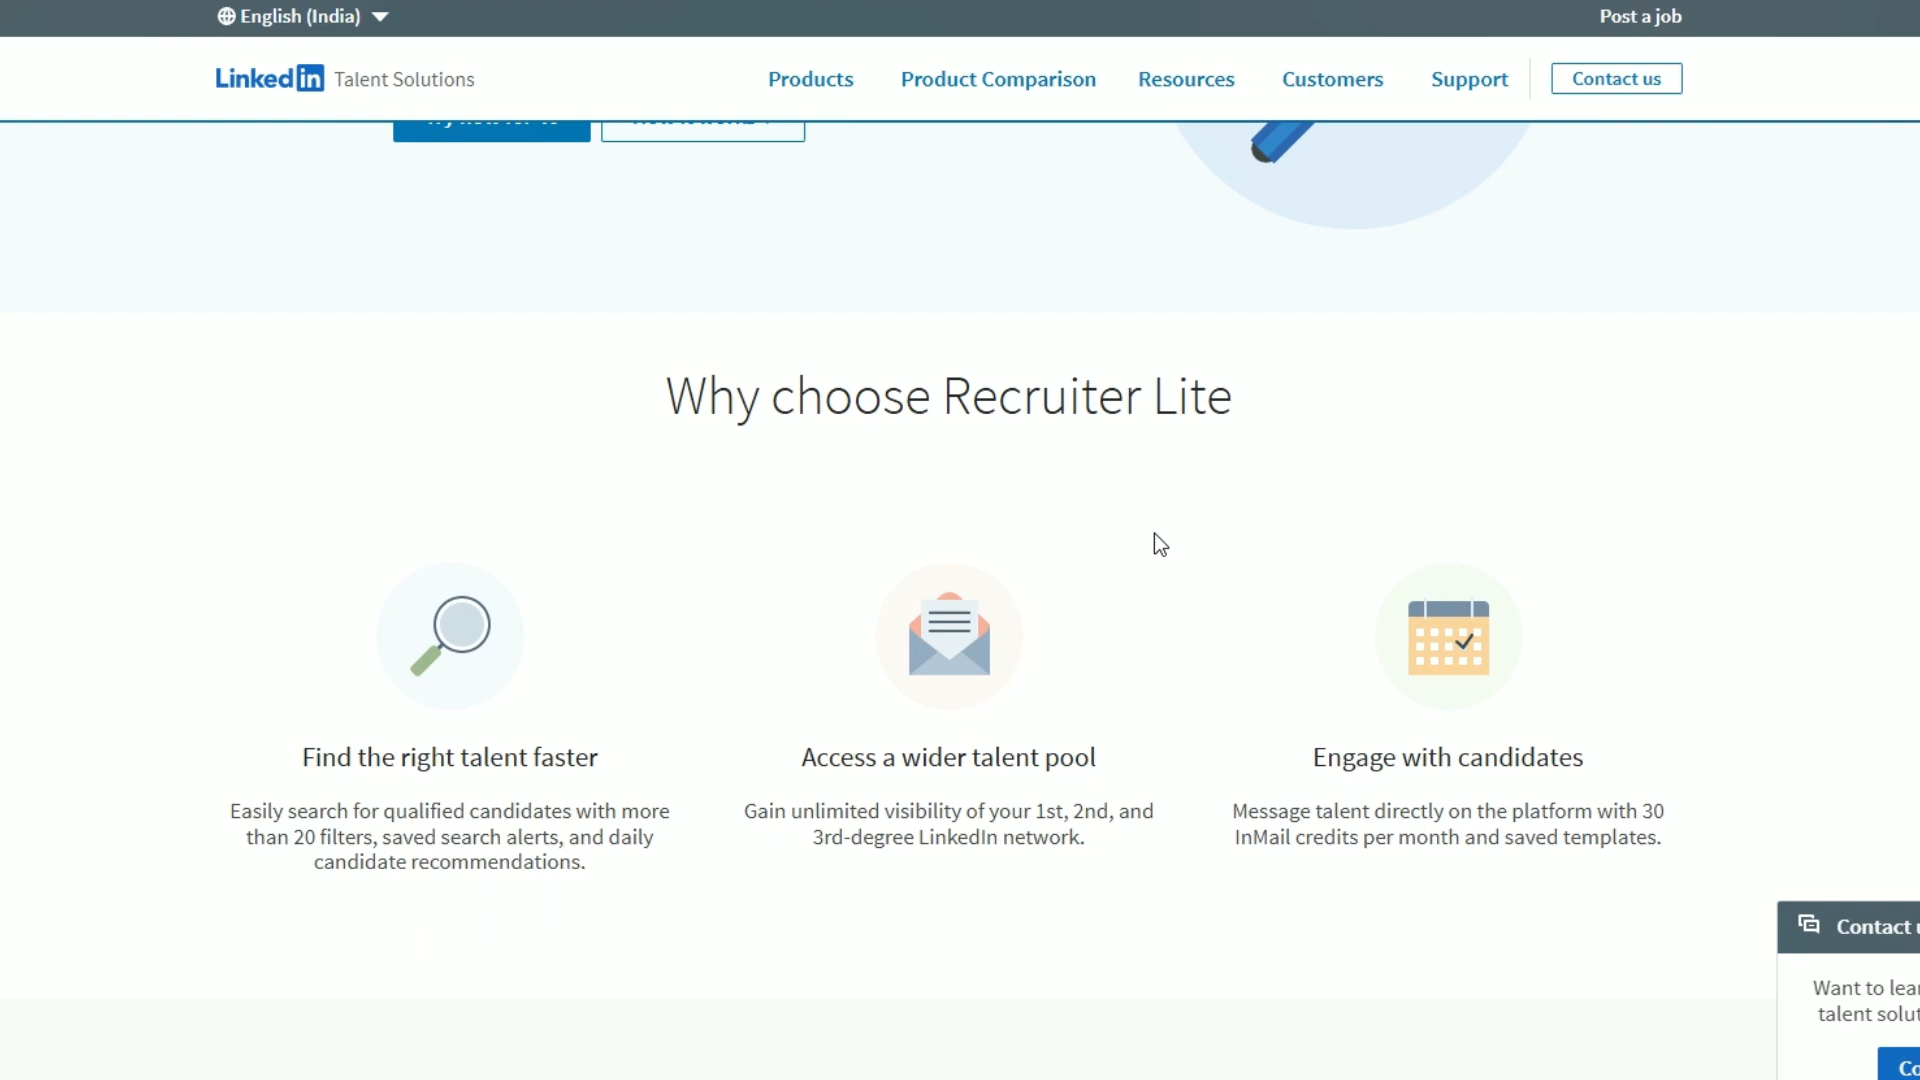 English (India)
Post a job
Linked in Talent Solutions
Products
Product Comparison
Resources
Customers
Support
Contact us
Why choose Recruiter Lite
Find the right talent faster
Easily search for qualified candidates with more
than 20 filters, saved search alerts, and daily
candidate recommendations.
Access a wider talent pool
Gain unlimited visibility of your 1st, 2nd, and
3rd-degree LinkedIn network.
Engage with candidates
Message talent directly on the platform with 30
InMail credits per month and saved templates.
Contact
Want to
talent